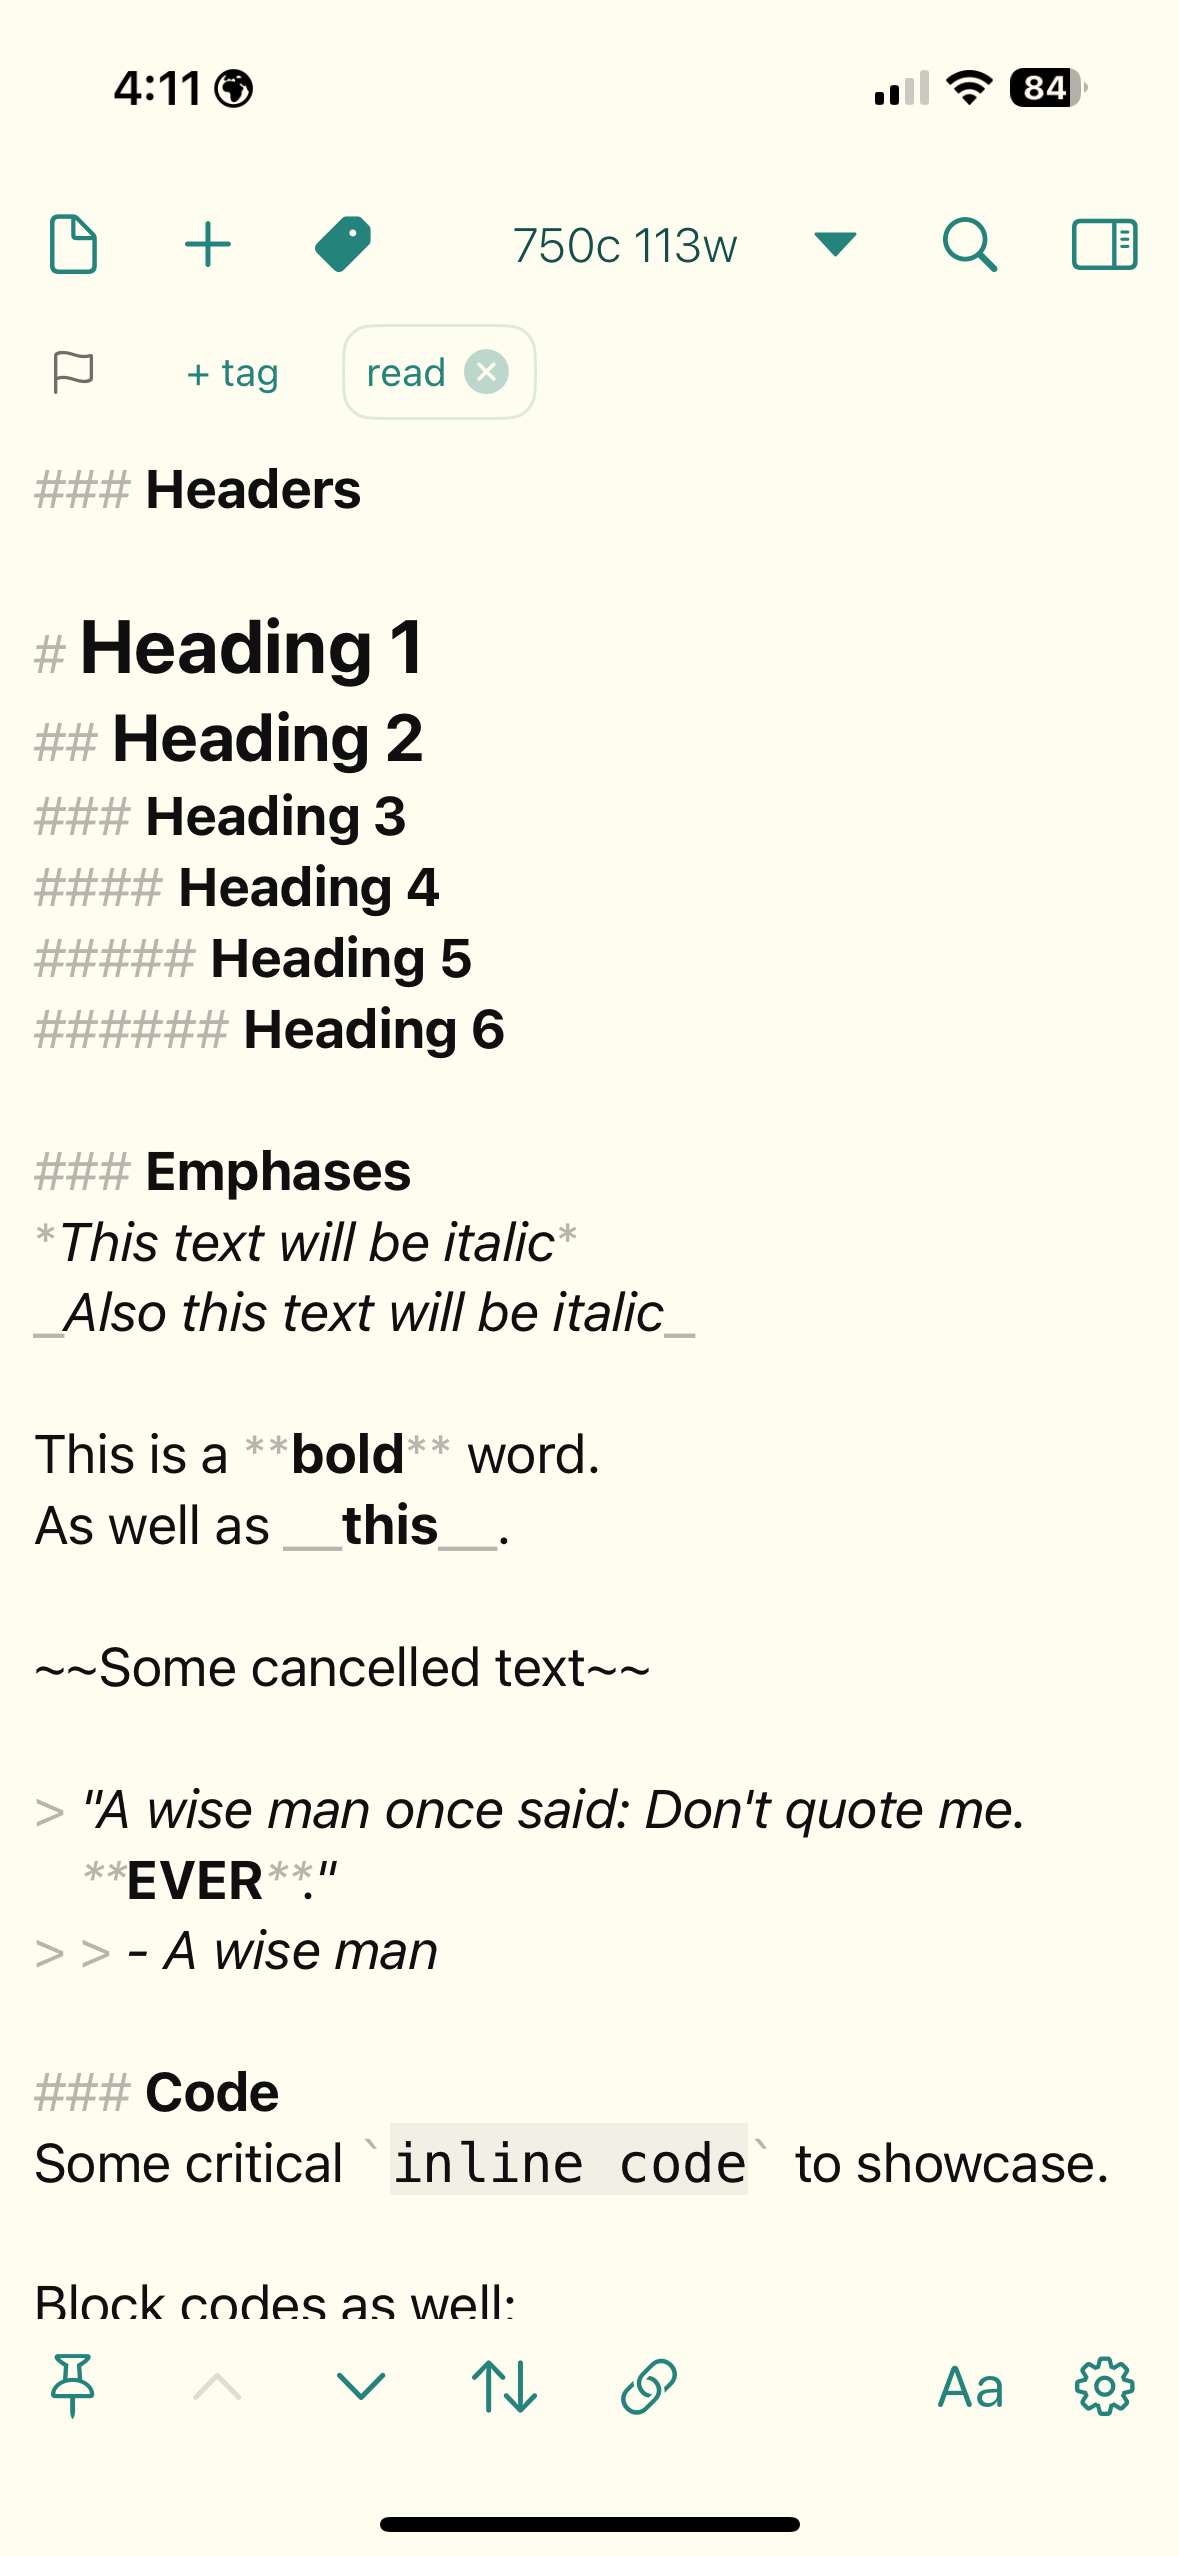 4:11
84
750c 113w
+ tag
read
### Headers
# Heading 1
## Heading 2
### Heading 3
#### Heading 4
##### Heading 5
###### Heading 6
### Emphases
*This text will be italic*
_Also this text will be italic_
This is a **bold** word.
As well as __this__.
~~Some cancelled text~~
> "A wise man once said: Don't quote me.
**EVER**."
> > - A wise man
### Code
Some critical `inline code` to showcase.
Block codes as well:
Aa